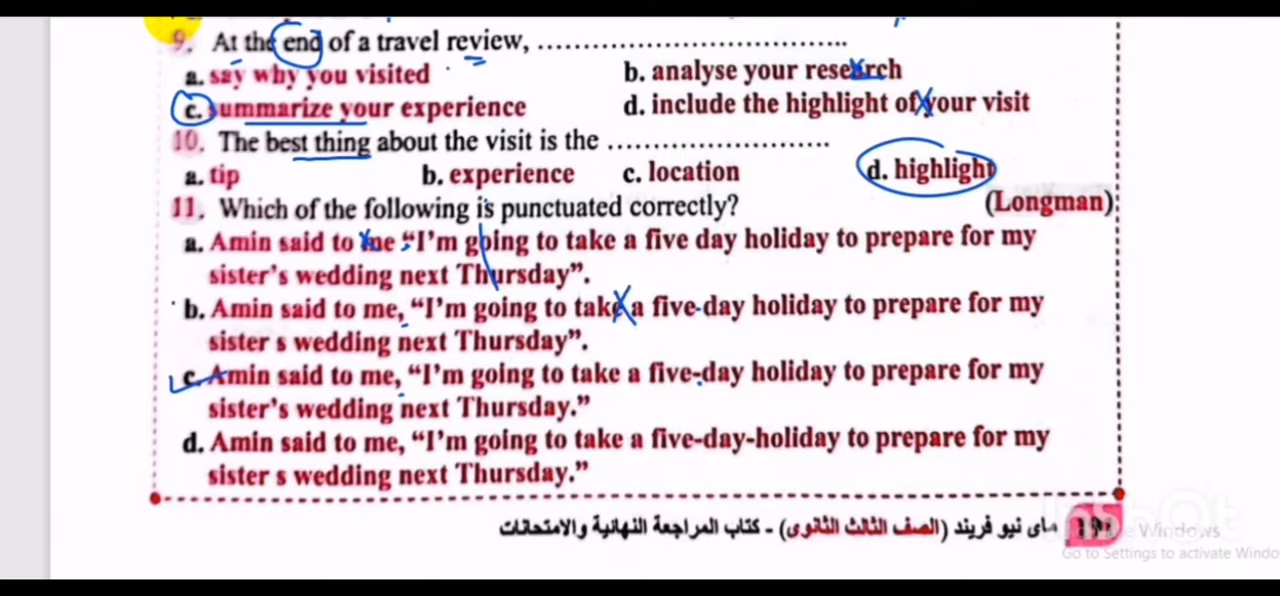 9. At the end of a travel review, ...................................................
a. say why you visited b. analyse your research
c. summarize your experience d. include the highlight of your visit
10. The best thing about the visit is the ....................................
a. tip b. experience c. location d. highlight
11. Which of the following is punctuated correctly? (Longman)
a. Amin said to me “I'm going to take a five day holiday to prepare for my
sister's wedding next Thursday”.
b. Amin said to me, “I'm going to take a five-day holiday to prepare for my
sister s wedding next Thursday”.
c. Amin said to me, “I'm going to take a five-day holiday to prepare for my
sister's wedding next Thursday.”
d. Amin said to me, “I'm going to take a five-day-holiday to prepare for my
sister s wedding next Thursday.”
ماى نيو فريند (الصف الثالث الثانوى) - كتاب المراجعة النهائية والامتحانات
Windows
Go to Settings to activate Windo